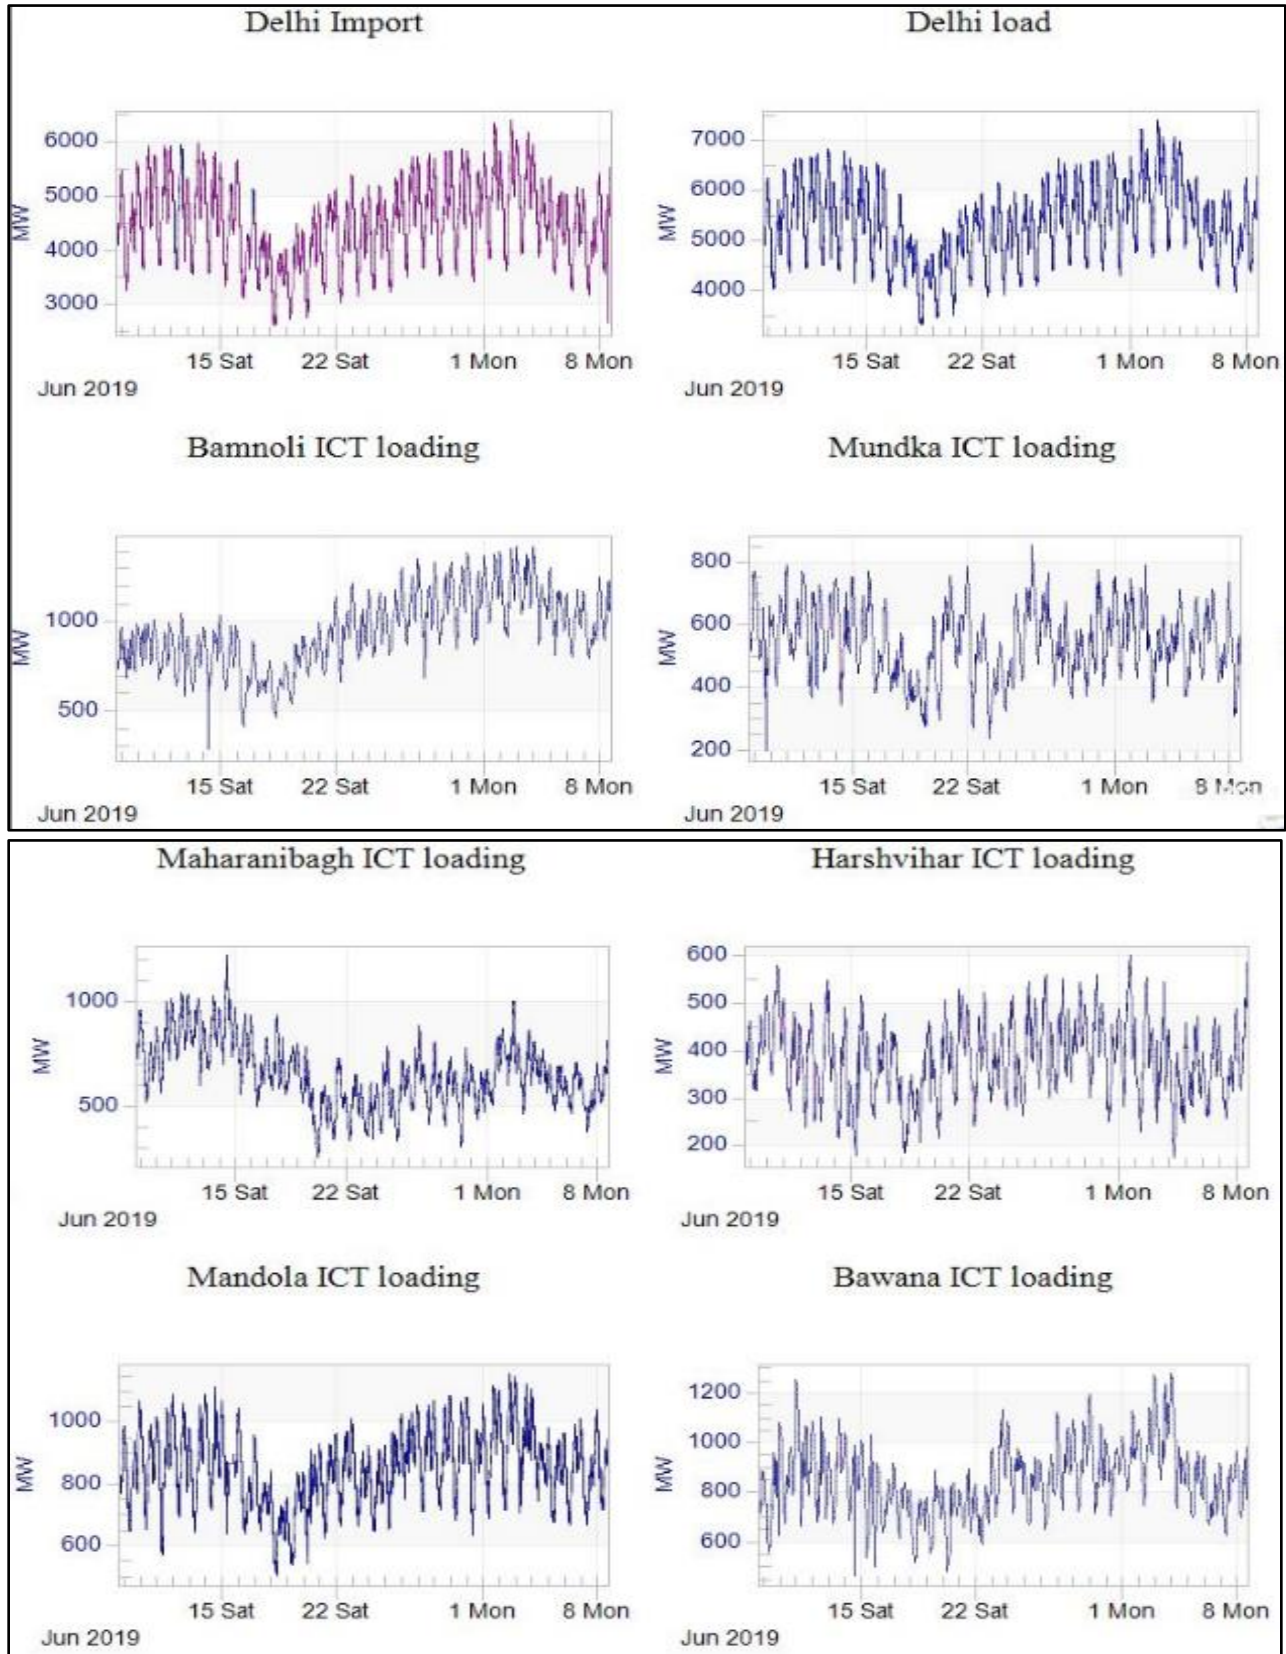 Delhi Import
Delhi load
6000
5000
4000
3000
MW
15 Sat 22 Sat 1 Mon 8 Mon
Jun 2019
7000
6000
5000
4000
MW
15 Sat 22 Sat 1 Mon 8 Mon
Jun 2019
Bamnoli ICT loading
Mundka ICT loading
1000
500
MW
15 Sat 22 Sat 1 Mon 8 Mon
Jun 2019
800
600
400
200
MW
15 Sat 22 Sat 1 Mon 8 Mon
Jun 2019
Maharanibagh ICT loading
Harshvihar ICT loading
1000
500
MW
15 Sat 22 Sat 1 Mon 8 Mon
Jun 2019
600
500
400
300
200
MW
15 Sat 22 Sat 1 Mon 8 Mon
Jun 2019
Mandola ICT loading
Bawana ICT loading
1000
800
600
MW
15 Sat 22 Sat 1 Mon 8 Mon
Jun 2019
1200
1000
800
600
MW
15 Sat 22 Sat 1 Mon 8 Mon
Jun 2019